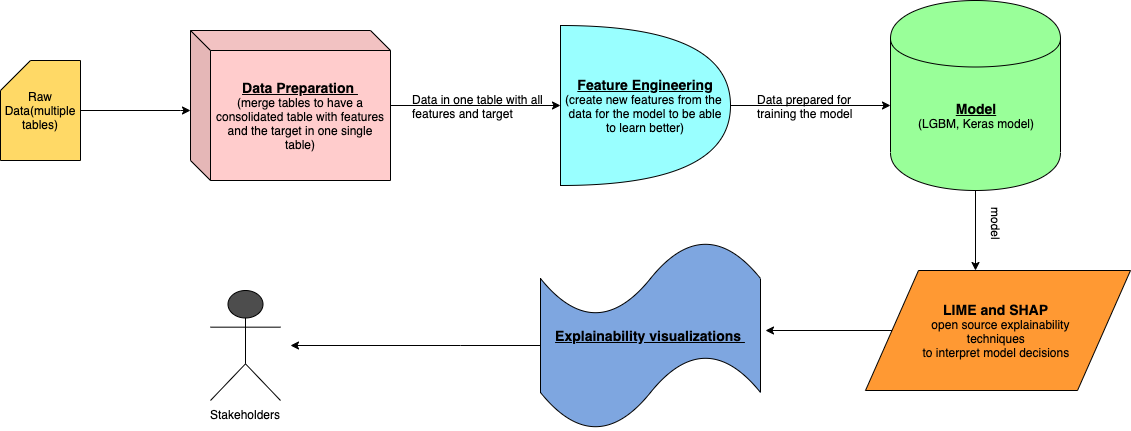 Raw
Data(multiple
tables)
Data Preparation
(merge tables to have a
consolidated table with features
and the target in one single
table)
Data in one table with all
features and target
Feature Engineering
(create new features from the
data for the model to be able
to learn better)
Data prepared for
training the model
Model
(LGBM, Keras model)
model
LIME and SHAP
open source explainability
techniques
to interpret model decisions
Explainability visualizations
Stakeholders